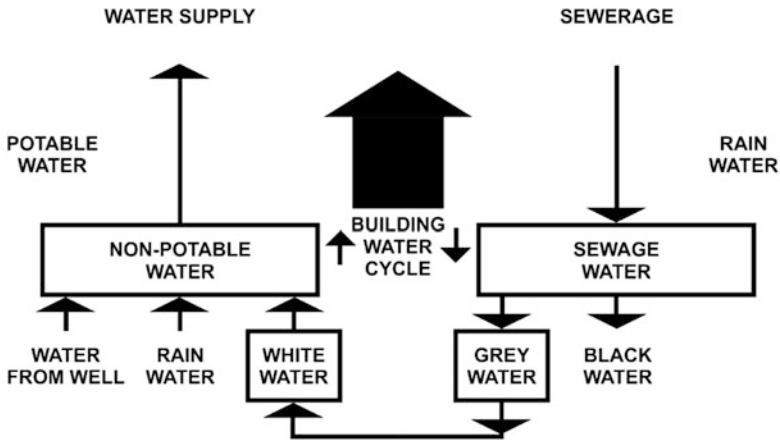 WATER SUPPLY
SEWERAGE
POTABLE
WATER
RAIN
WATER
NON-POTABLE
WATER
BUILDING
WATER
CYCLE
SEWAGE
WATER
WATER
FROM WELL
RAIN
WATER
WHITE
WATER
GREY
WATER
BLACK
WATER